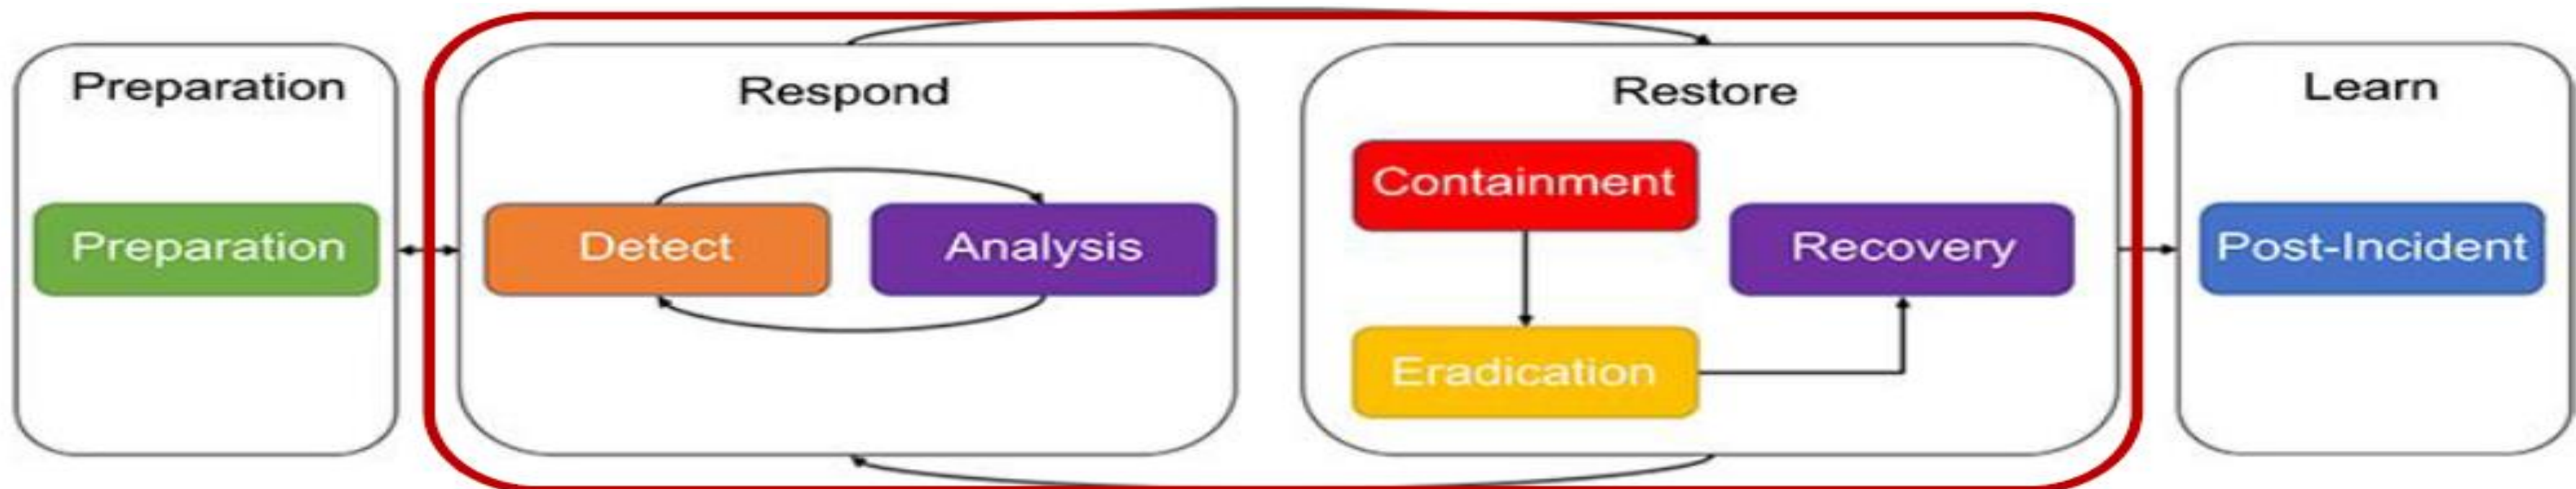 Preparation
Preparation
Respond
Detect
Analysis
Restore
Containment
Recovery
Eradication
Learn
Post-Incident